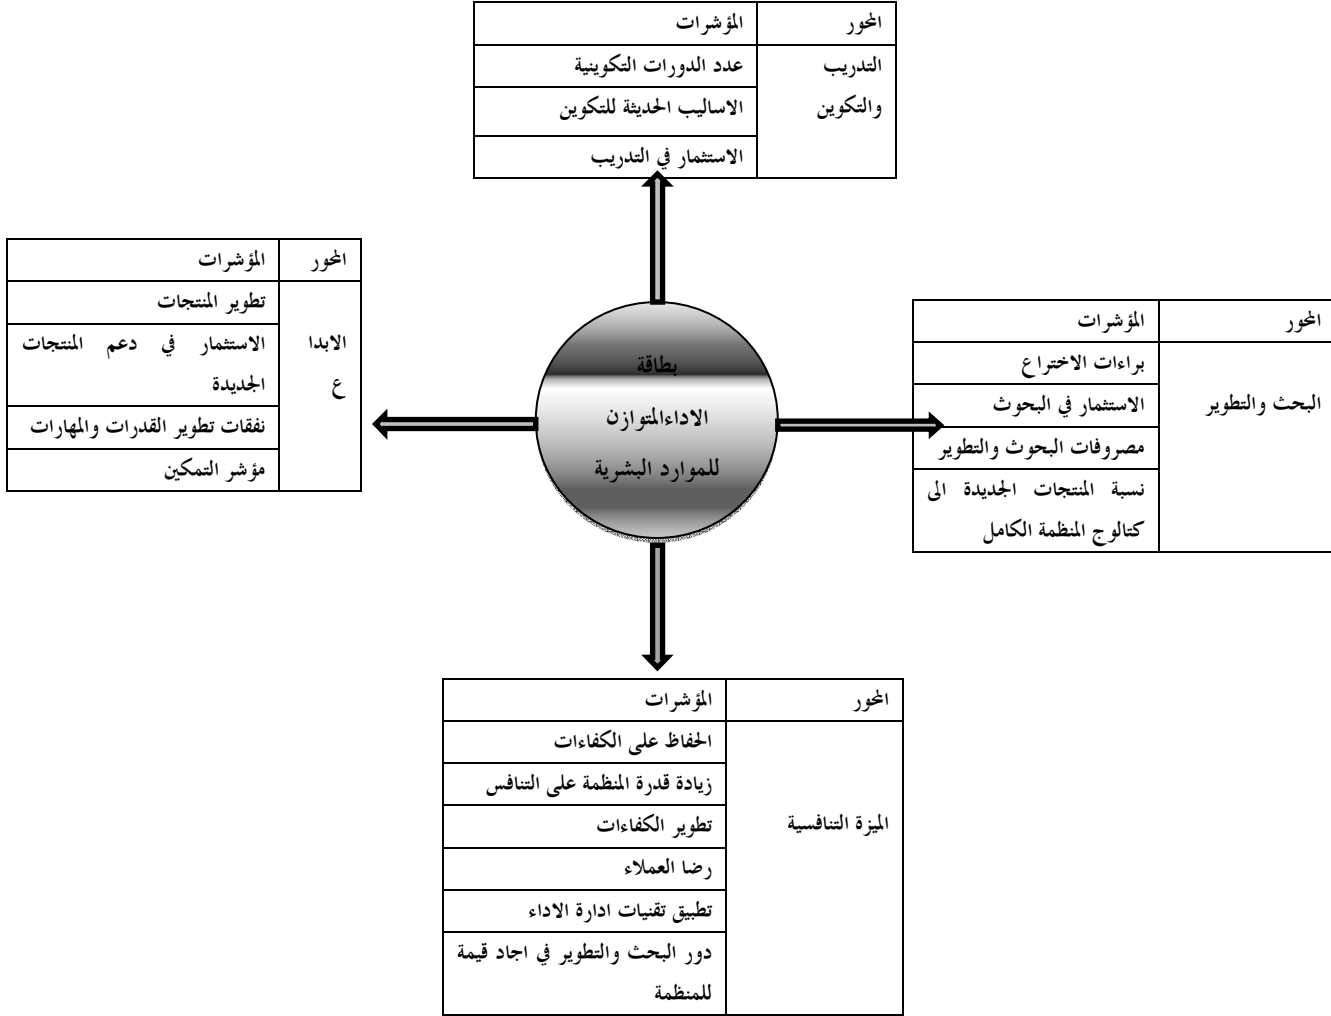 المحور المؤشرات
التدريب عدد الدورات التكوينية
والتكوين الاساليب الحديثة للتكوين
الاستثمار في التدريب
المحور المؤشرات
البحث والتطوير
براءات الاختراع
الاستثمار في البحوث
مصروفات البحوث والتطوير
نسبة المنتجات الجديدة الى
كتالوج المنظمة الكامل
بطاقة
الاداءالمتوازن
للموارد البشرية
المحور المؤشرات
الابدا
ع
تطوير المنتجات
الاستثمار في دعم المنتجات
الجديدة
نفقات تطوير القدرات والمهارات
مؤشر التمكين
المحور المؤشرات
الميزة التنافسية
الحفاظ على الكفاءات
زيادة قدرة المنظمة على التنافس
تطوير الكفاءات
رضا العملاء
تطبيق تقنيات ادارة الاداء
دور البحث والتطوير في اجاد قيمة
للمنظمة